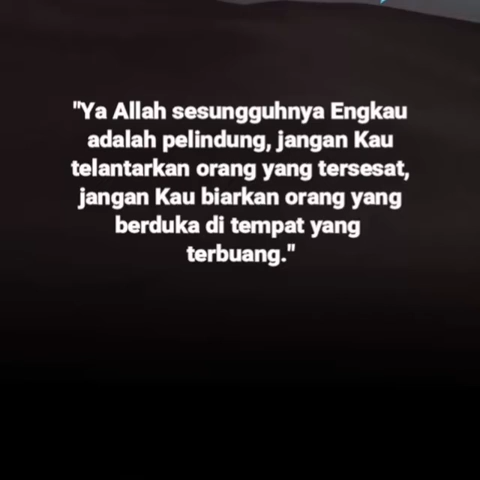 "Ya Allah sesungguhnya Engkau
adalah pelindung, jangan Kau
telantarkan orang yang tersesat,
jangan Kau biarkan orang yang
berduka di tempat yang
terbuang."